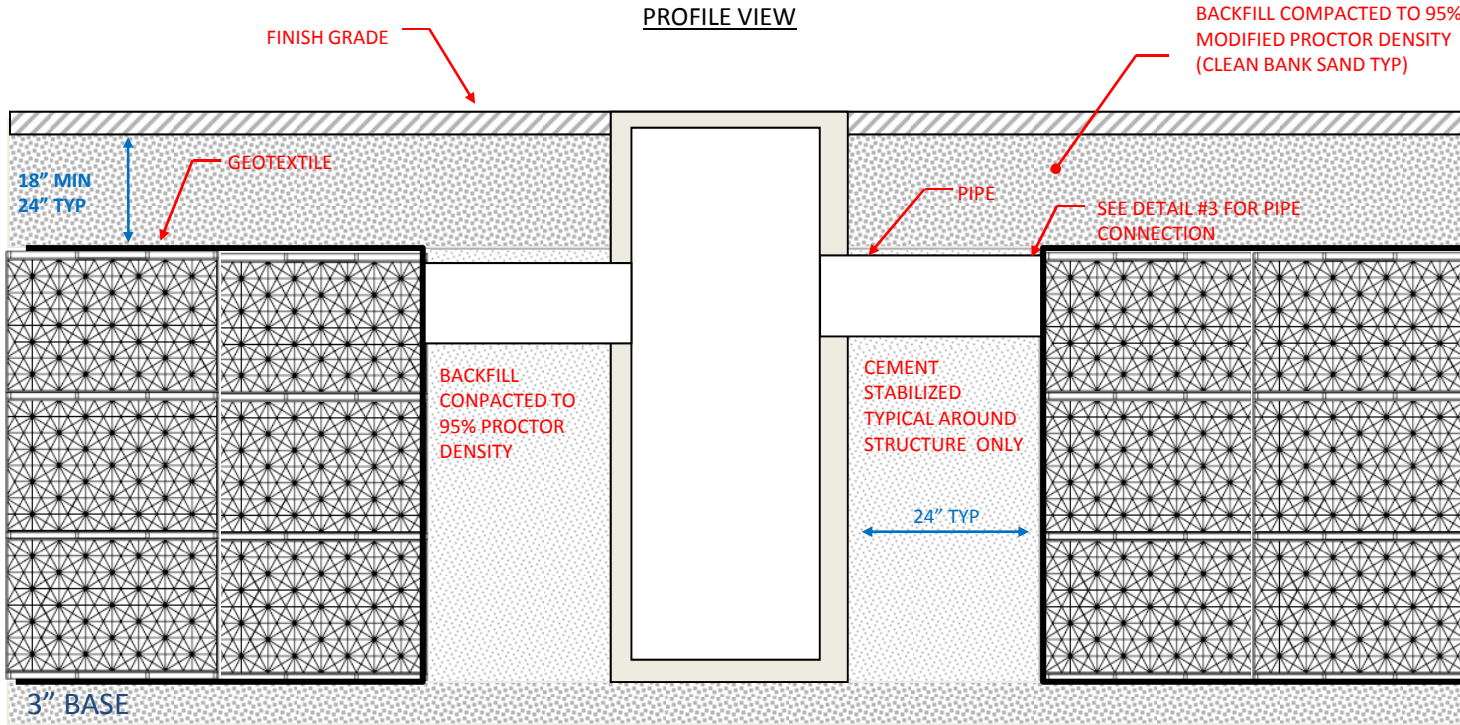 PROFILE VIEW
FINISH GRADE
BACKFILL COMPACTED TO 95%
MODIFIED PROCTOR DENSITY
(CLEAN BANK SAND TYP)
GEOTEXTILE
18” MIN
24” TYP
PIPE
SEE DETAIL #3 FOR PIPE
CONNECTION
BACKFILL
CONPACTED TO
95% PROCTOR
DENSITY
CEMENT
STABILIZED
TYPICAL AROUND
STRUCTURE ONLY
24” TYP
3” BASE